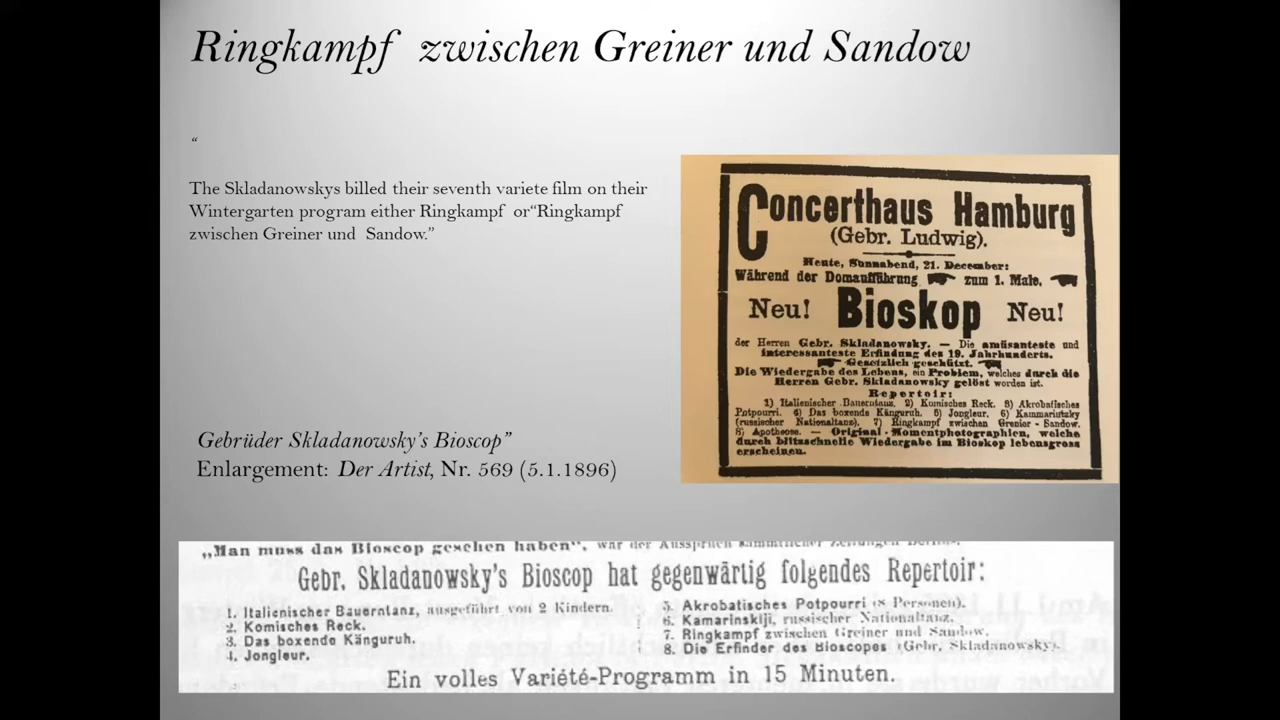 Ringkampf zwischen Greiner und Sandow
“
The Skladanowskys billed their seventh variete film on their
Wintergarten program either Ringkampf or“Ringkampf
zwischen Greiner und Sandow.”
Concerthaus Hamburg
(Gebr. Ludwig).
Heute, Sonnabend, 21. December:
Während der Domaufführung zum 1. Male.
Neu! Bioskop Neu!
der Herren Gebr. Skladanowsky. — Die amüsanteste und
interessanteste Erfindung des 19. Jahrhunderts.
Gesetzlich geschützt.
Die Wiedergabe des Lebens, ein Problem, welches durch die
Herren Gebr. Skladanowsky gelöst worden ist.
Repertoir:
1) Italienischer Bauerntanz. 2) Komisches Reck. 3) Akrobatisches
Potpourri. 4) Das boxende Känguruh. 5) Jongleur. 6) Kammarintzky
(russischer Nationaltanz). 7) Ringkampf zwischen Grenier - Sandow.
8) Apotheose. — Original-Momentphotographien, welche
durch blitzschnelle Wiedergabe im Bioskop lebensgross
erscheinen.
Gebrüder Skladanowsky’s Bioscop”
Enlargement: Der Artist, Nr. 569 (5.1.1896)
„Man muss das Bioscop gesehen haben“, war der Ausspruch sämmtlicher Zeitungen Berlins.
Gebr. Skladanowsky’s Bioscop hat gegenwärtig folgendes Repertoir:
1. Italienischer Bauerntanz, ausgeführt von 2 Kindern.
2. Komisches Reck.
3. Das boxende Känguruh.
4. Jongleur.
5. Akrobatisches Potpourri (8 Personen).
6. Kamarinskij, russischer Nationaltanz.
7. Ringkampf zwischen Greiner und Sandow.
8. Die Erfinder des Bioscopes (Gebr. Skladanowsky).
Ein volles Variété-Programm in 15 Minuten.